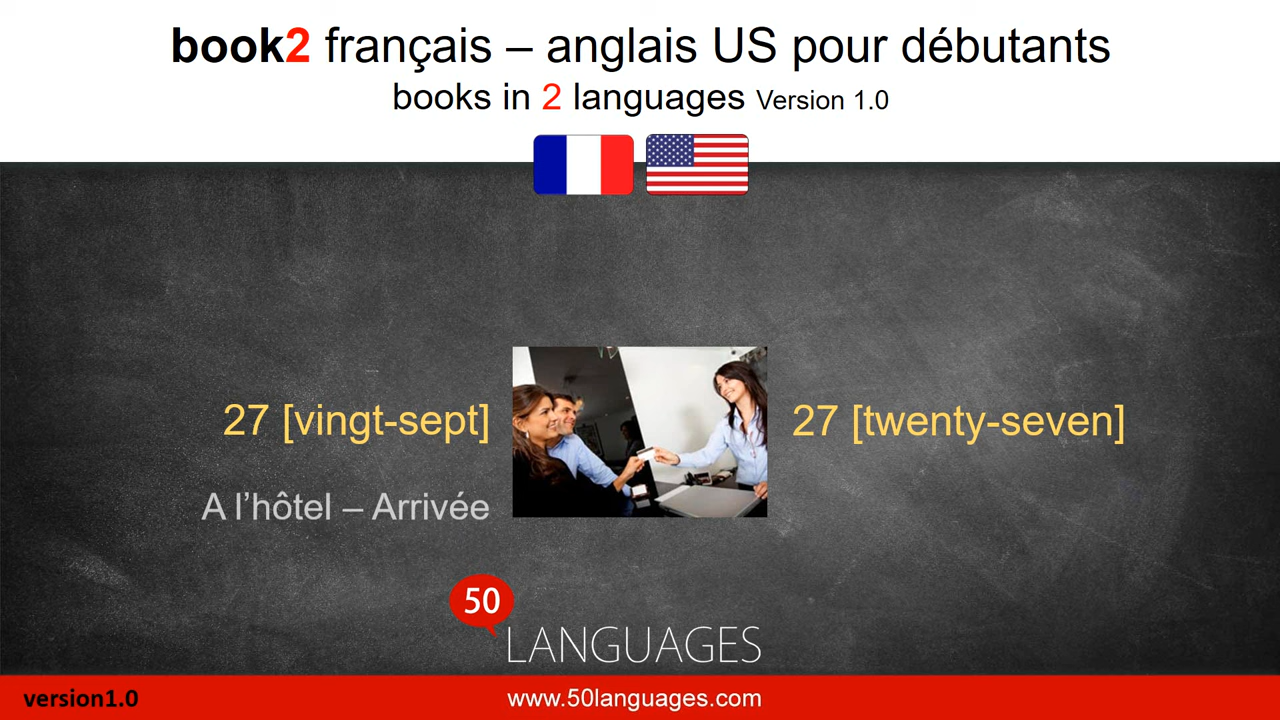 book2 français – anglais US pour débutants
books in 2 languages Version 1.0
27 [vingt-sept]
27 [twenty-seven]
A l’hôtel – Arrivée
50
LANGUAGES
version1.0
www.50languages.com